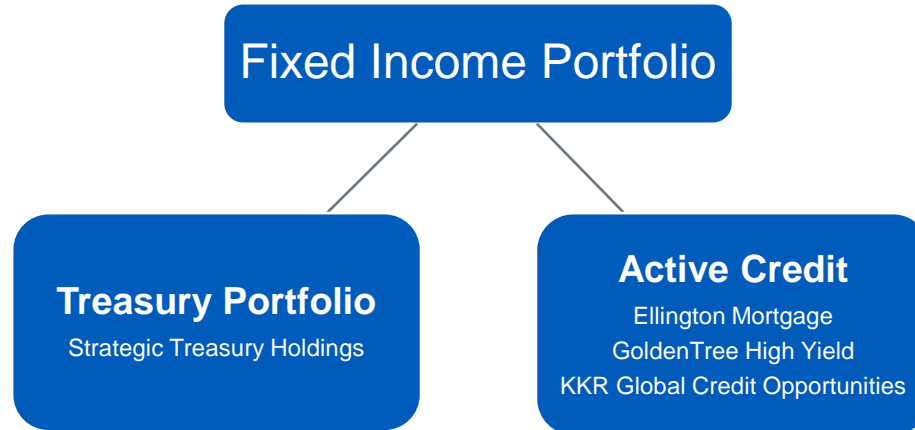 Fixed Income Portfolio
Treasury Portfolio
Strategic Treasury Holdings
Active Credit
Ellington Mortgage
GoldenTree High Yield
KKR Global Credit Opportunities